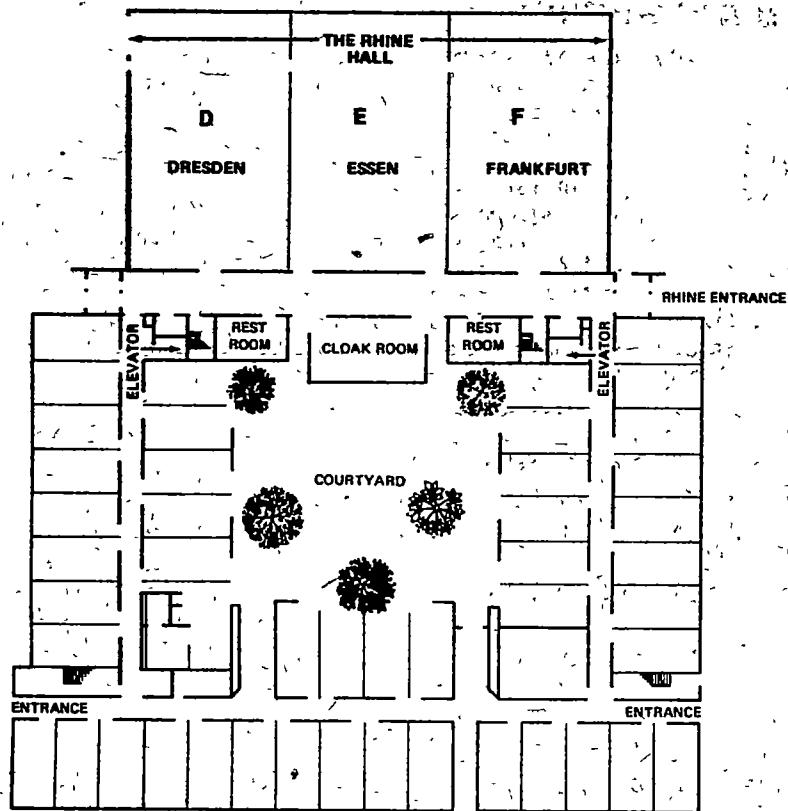 THE RHINE
HALL
D
E
F
DRESDEN
ESSEN
FRANKFURT
RHINE ENTRANCE
ELEVATOR
REST
ROOM
CLOAK ROOM
REST
ROOM
ELEVATOR
COURTYARD
ENTRANCE
ENTRANCE